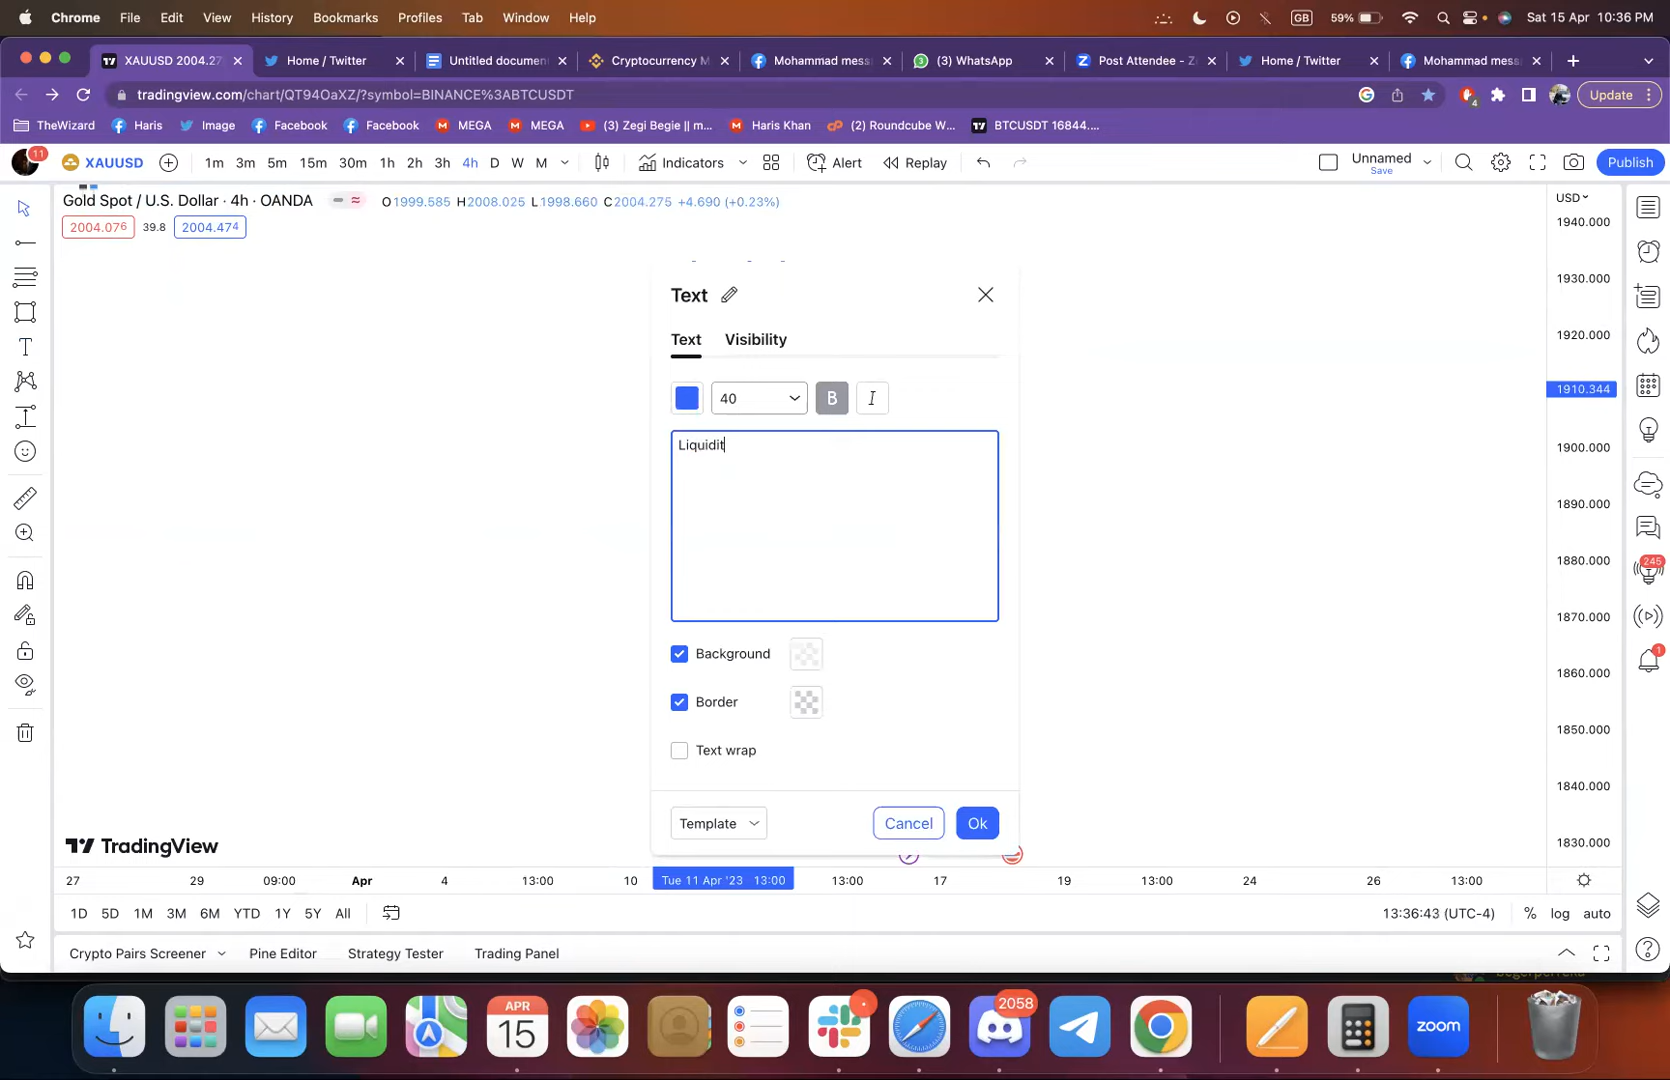 Chrome File Edit View History Bookmarks Profiles Tab Window Help GB 59% Sat 15 Apr 10:36 PM
XAUUSD 2004.27 Home / Twitter Untitled documen Cryptocurrency M Mohammad mess (3) WhatsApp Post Attendee - Z Home / Twitter Mohammad mess
tradingview.com/chart/QT94OaXZ/?symbol=BINANCE%3ABTCUSDT 4 Update
TheWizard Haris Image Facebook Facebook MEGA MEGA (3) Zegi Begie || m... Haris Khan (2) Roundcube W... BTCUSDT 16844....
11 XAUUSD 1m 3m 5m 15m 30m 1h 2h 3h 4h D W M Indicators Alert Replay Unnamed Publish
Save
Gold Spot / U.S. Dollar · 4h · OANDA O1999.585 H2008.025 L1998.660 C2004.275 +4.690 (+0.23%) USD
2004.076 39.8 2004.474
1940.000
1930.000
1920.000
1910.344
1900.000
1890.000
1880.000
1870.000
1860.000
1850.000
1840.000
1830.000
Text
Text Visibility
40 B I
Liquidit
Background
Border
Text wrap
Template Cancel Ok
245
1
TradingView
27 29 09:00 Apr 4 13:00 10 Tue 11 Apr '23 13:00 13:00 17 19 13:00 24 26 13:00
1D 5D 1M 3M 6M YTD 1Y 5Y All 13:36:43 (UTC-4) % log auto
Crypto Pairs Screener Pine Editor Strategy Tester Trading Panel
APR
15
2058
zoom